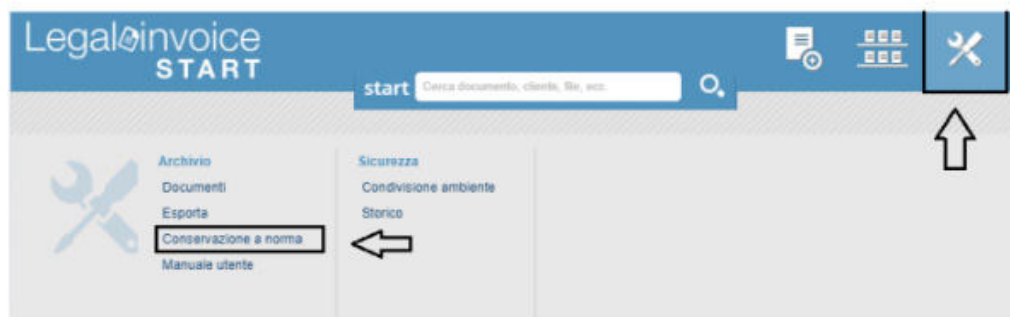 Legalinvoice
START
start Cerca documento, cliente, file, ecc.
Archivio
Documenti
Esporta
Conservazione a norma
Manuale utente
Sicurezza
Condivisione ambiente
Storico